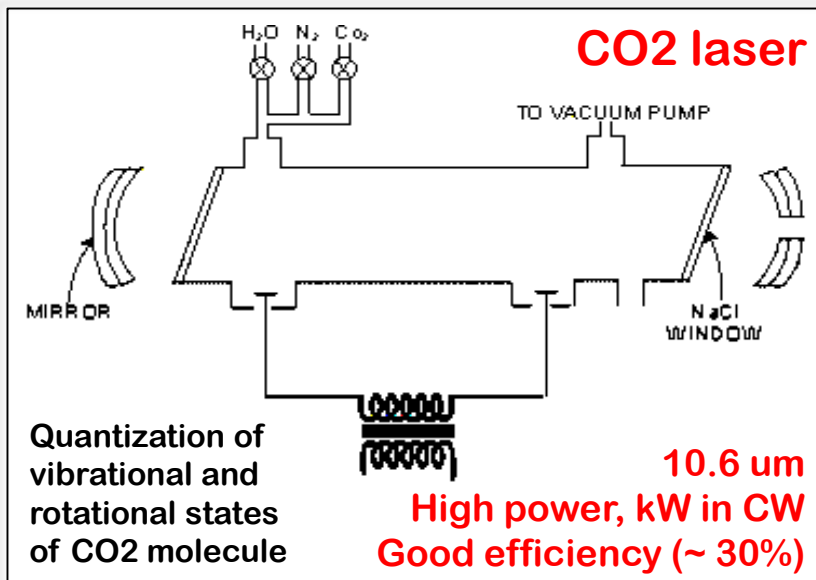 H₂O N₂ Co₂
CO2 laser
TO VACUUM PUMP
MIRROR
NaCl
WINDOW
Quantization of
vibrational and
rotational states
of CO2 molecule
10.6 um
High power, kW in CW
Good efficiency (~ 30%)